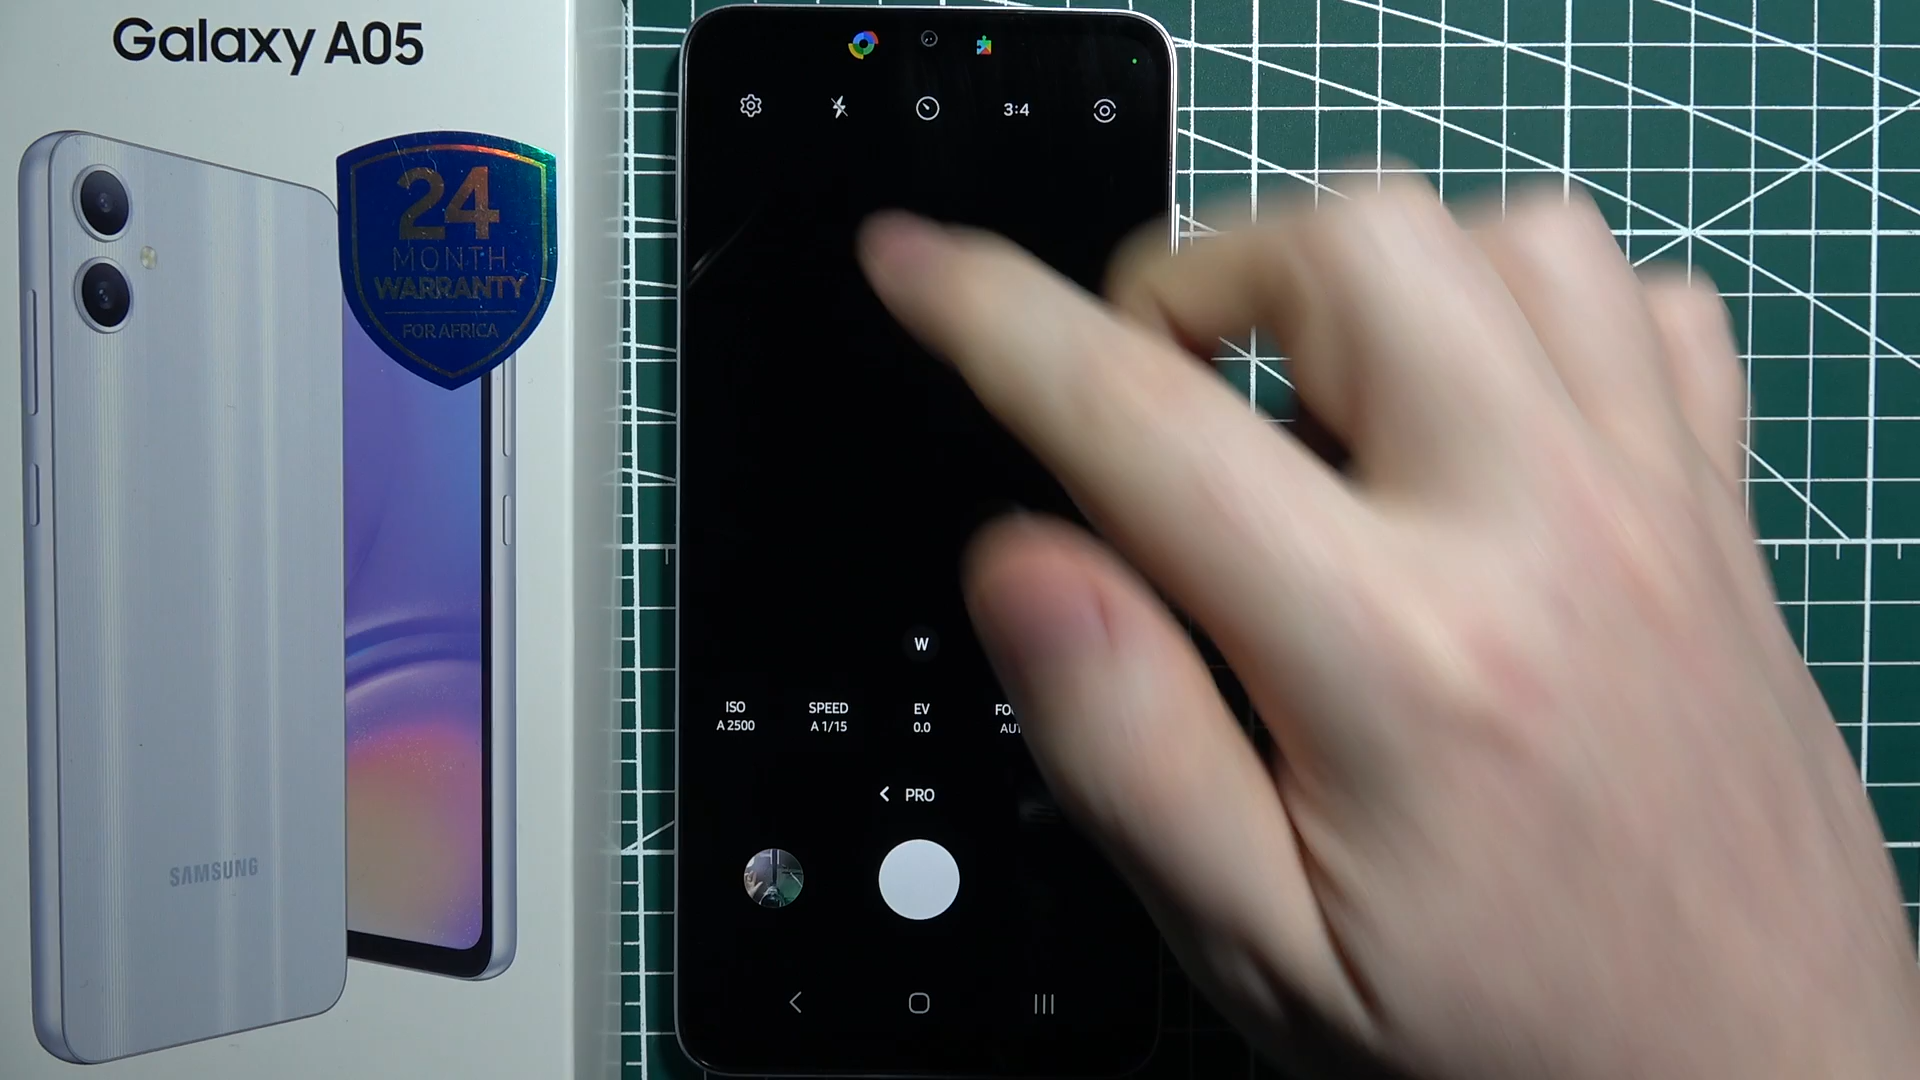 Galaxy A05
24
MONTH
WARRANTY
FOR AFRICA
SAMSUNG
3:4
W
ISO
SPEED
EV
A 2500
A 1/15
0.0
PRO